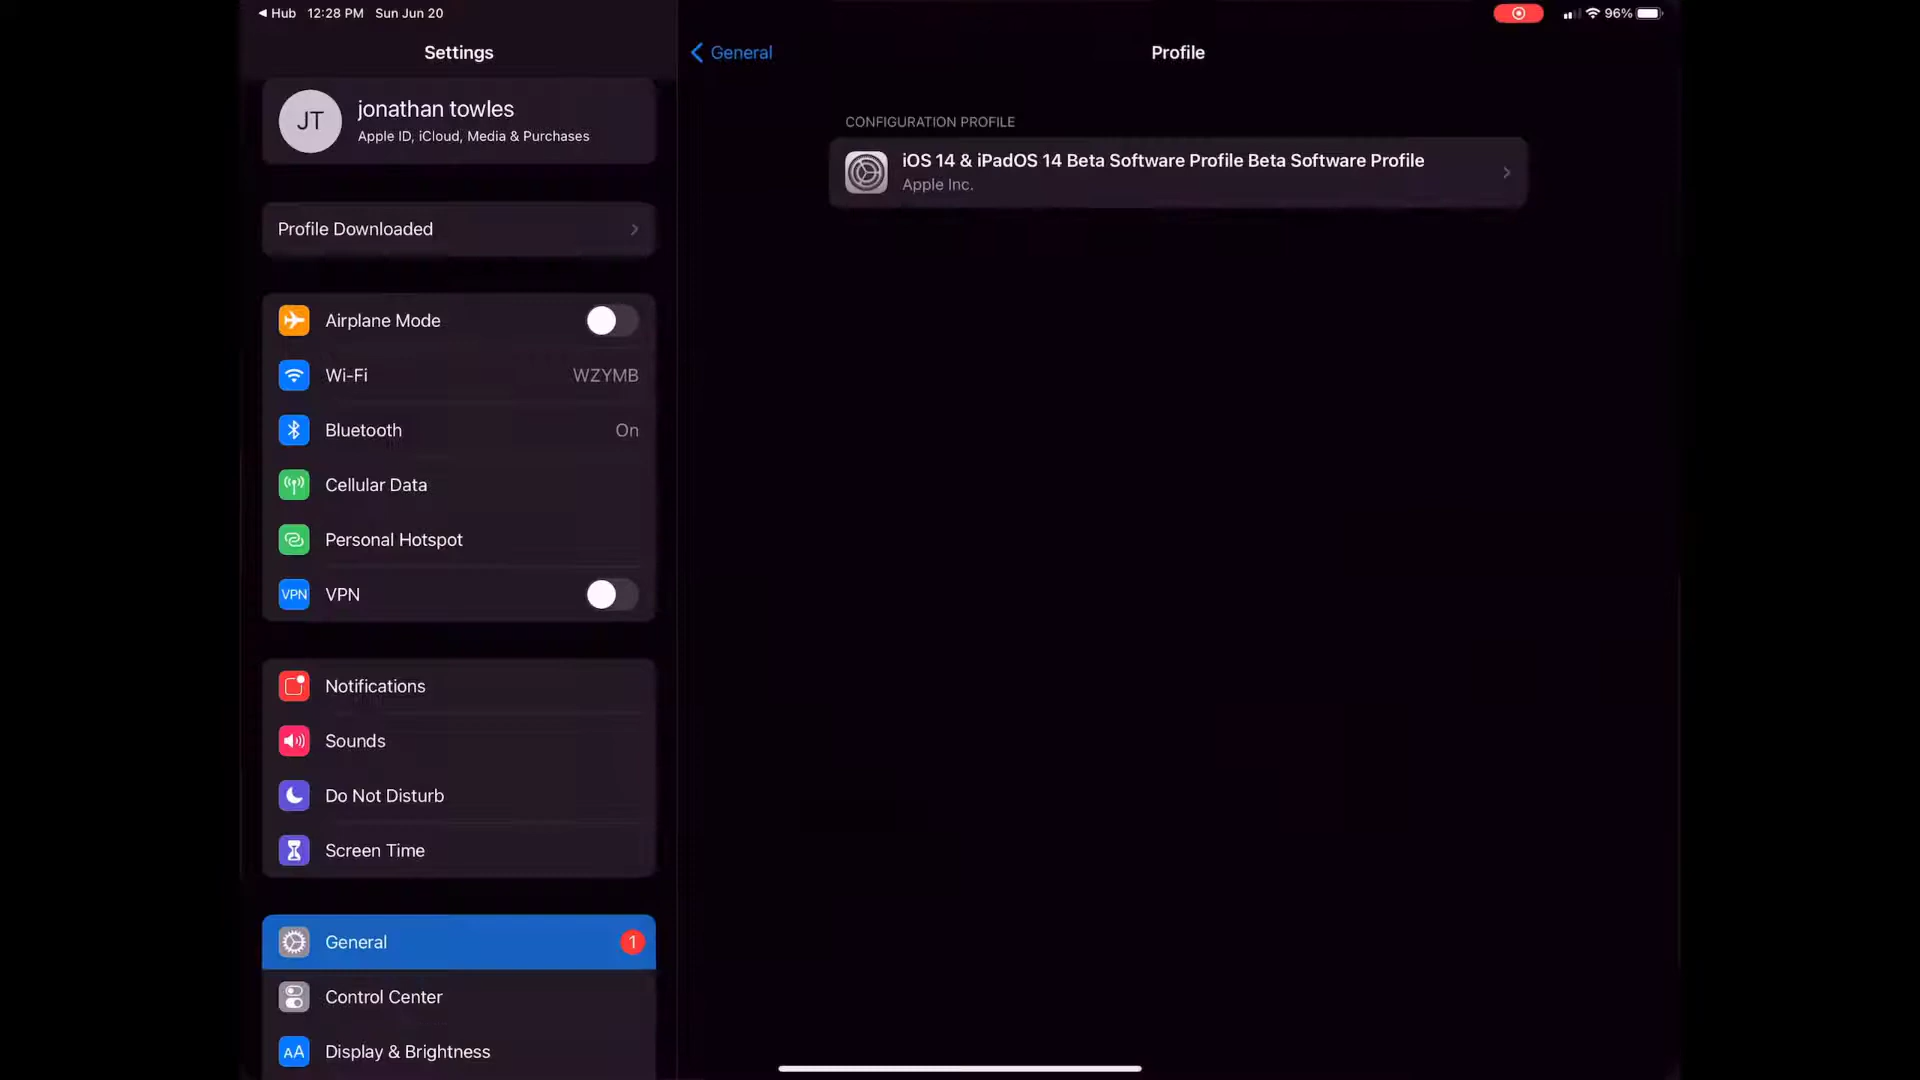 ◀ Hub 12:28 PM Sun Jun 20
96%
Settings
JT
jonathan towles
Apple ID, iCloud, Media & Purchases
Profile Downloaded
Airplane Mode
Wi-Fi WZYMB
Bluetooth On
Cellular Data
Personal Hotspot
VPN VPN
Notifications
Sounds
Do Not Disturb
Screen Time
General 1
Control Center
AA Display & Brightness
General
Profile
CONFIGURATION PROFILE
iOS 14 & iPadOS 14 Beta Software Profile Beta Software Profile
Apple Inc.